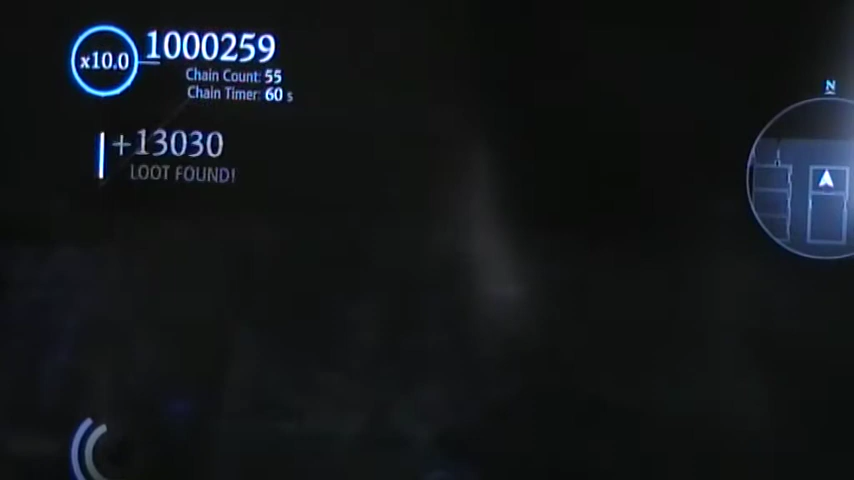 x10.0
1000259
Chain Count: 55
Chain Timer: 60 s
+13030
LOOT FOUND!
N